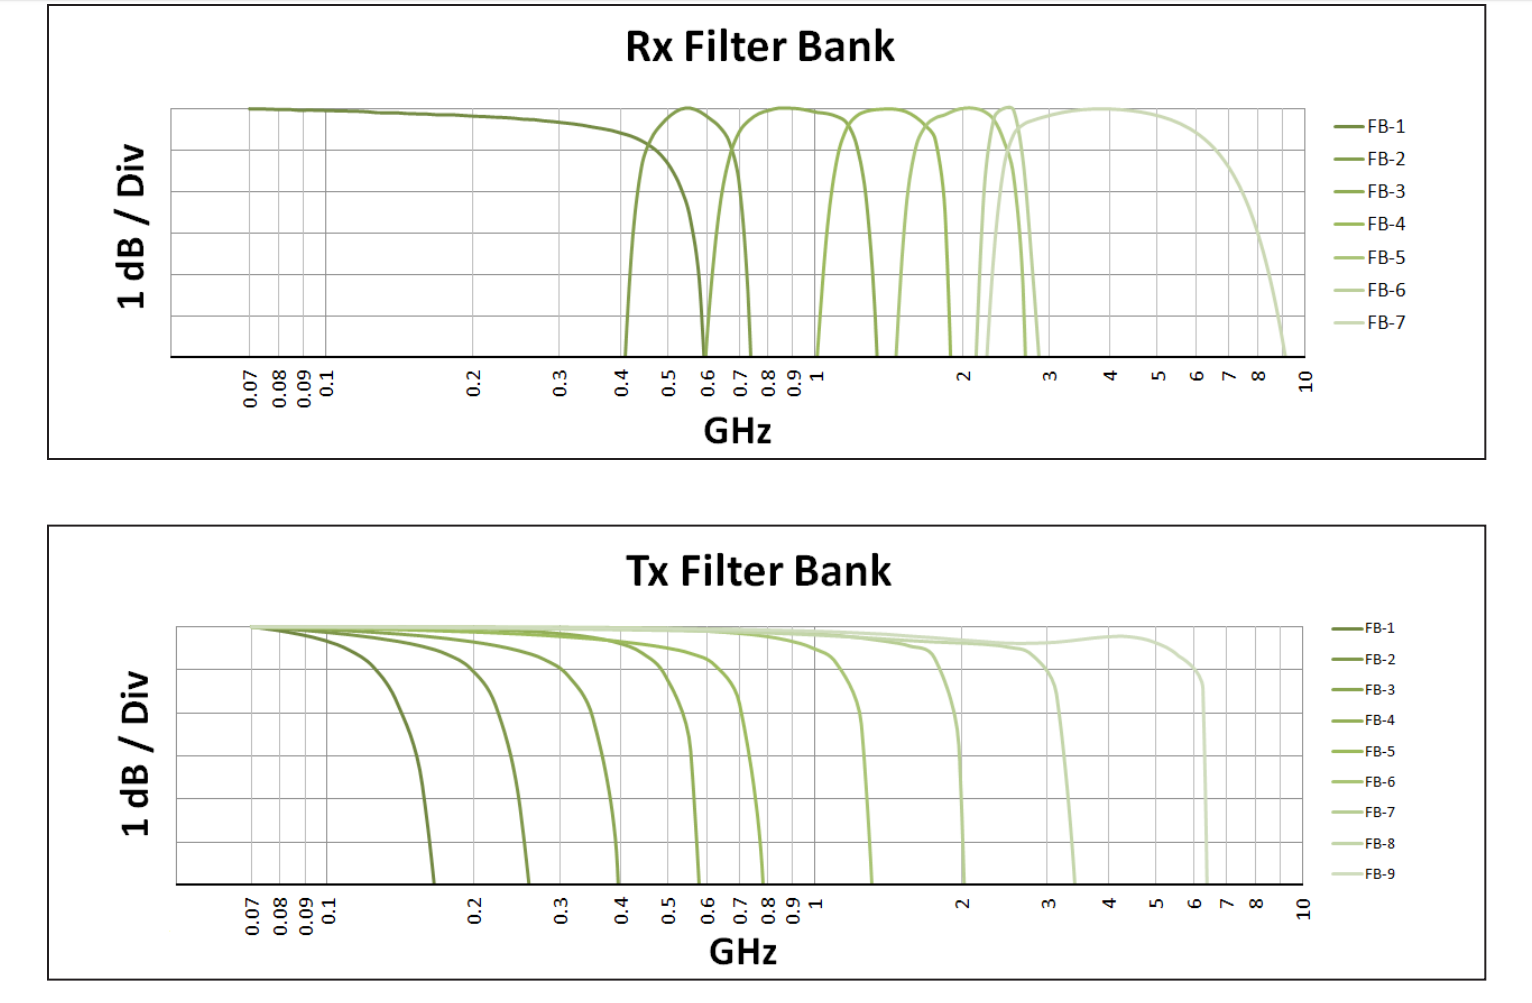 Rx Filter Bank
1 dB / Div
FB-1
FB-2
FB-3
FB-4
FB-5
FB-6
FB-7
0.07 0.08 0.09 0.1 0.2 0.3 0.4 0.5 0.6 0.7 0.8 0.9 1 2 3 4 5 6 7 8 10
GHz
Tx Filter Bank
1 dB / Div
FB-1
FB-2
FB-3
FB-4
FB-5
FB-6
FB-7
FB-8
FB-9
0.07 0.08 0.09 0.1 0.2 0.3 0.4 0.5 0.6 0.7 0.8 0.9 1 2 3 4 5 6 7 8 10
GHz